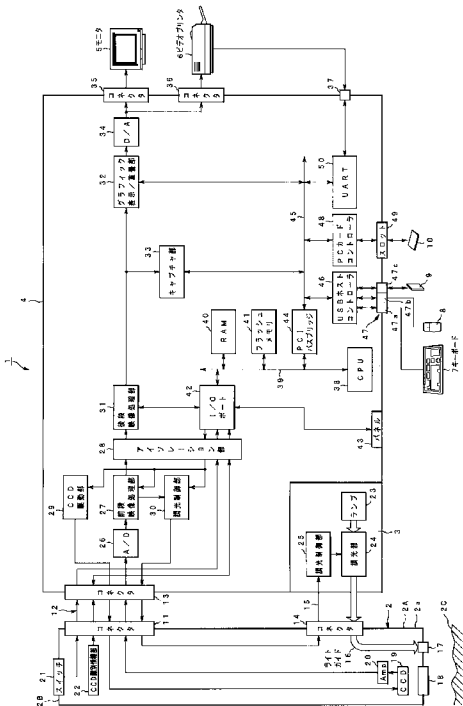 1
4
5モニタ
6ビデオプリンタ
35
コネクタ
36
コネクタ
37
34
D/A
32
グラフィック
表示/重畳部
33
キャプチャ部
50
UART
45
48
PCカード
コントローラ
49
スロット
10
46
USBホスト
コントローラ
47
47a
47b
47c
9
8
7キーボード
40
RAM
41
フラッシュ
メモリ
44
PCI
バスブリッジ
39
38
CPU
42
I/O
ポート
43
パネル
31
後段
映像処理部
28
アイソレーション部
29
CCD
駆動部
27
前段
映像処理部
30
調光制御部
26
A/D
23
ランプ
25
調光制御部
24
調光部
3
12
13
コネクタ
11
コネクタ
14
コネクタ
15
16
ライト
ガイド
21
スイッチ
22
2B
20
Amp
19
CCD
18
17
2
2A
2a
2C